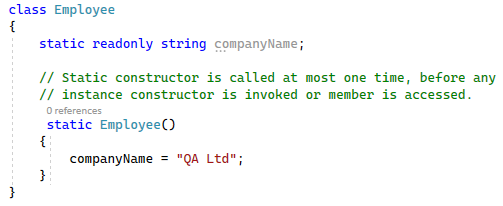 class Employee
{
static readonly string companyName;
// Static constructor is called at most one time, before any
// instance constructor is invoked or member is accessed.
0 references
static Employee()
{
companyName = "QA Ltd";
}
}